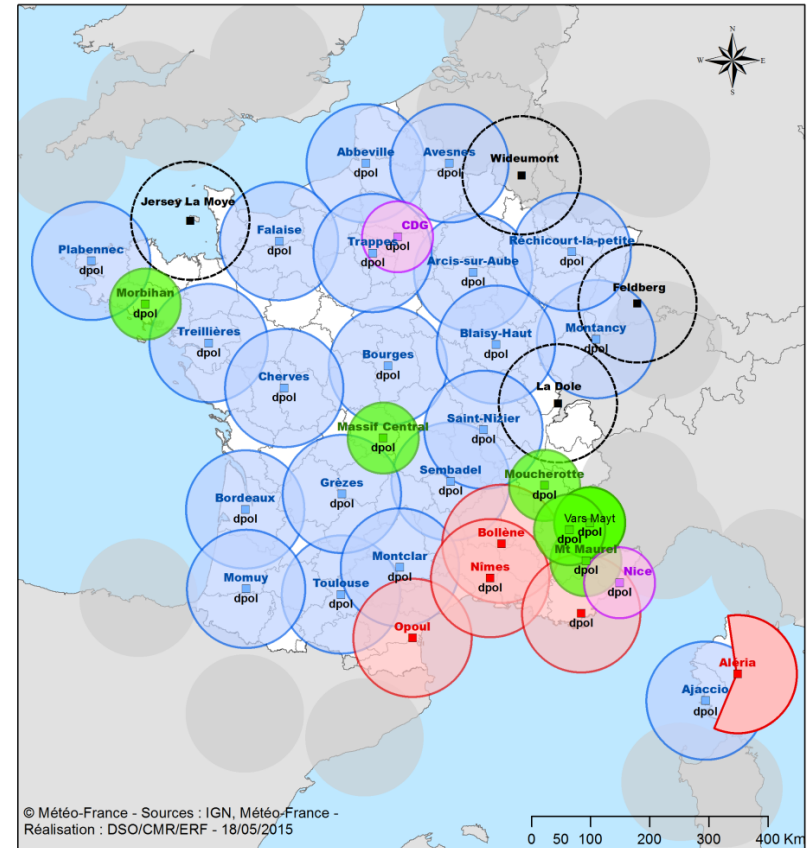 N
W E
S
Abbeville
dpol
Avesnes
dpol
Wideumont
Jersey La Moye
Falaise
dpol
CDG
dpol
Trappes
dpol
Plabennec
dpol
Arcis-sur-Aube
dpol
Réchicourt-la-petite
dpol
Morbihan
dpol
Feldberg
Treillières
dpol
Blaisy-Haut
dpol
Montancy
dpol
Bourges
dpol
Cherves
dpol
La Dole
Massif Central
dpol
Saint-Nizier
dpol
Sembadel
dpol
Moucherotte
dpol
Grèzes
dpol
Bordeaux
dpol
Vars Mayt
dpol
dpol
Bollène
Mt Maurel
dpol
Nîmes
dpol
Nice
dpol
Montclar
dpol
Momuy
dpol
Toulouse
dpol
dpol
Opoul
Aléria
Ajaccio
dpol
© Météo-France - Sources : IGN, Météo-France -
Réalisation : DSO/CMR/ERF - 18/05/2015
0 50 100 200 300 400 Km